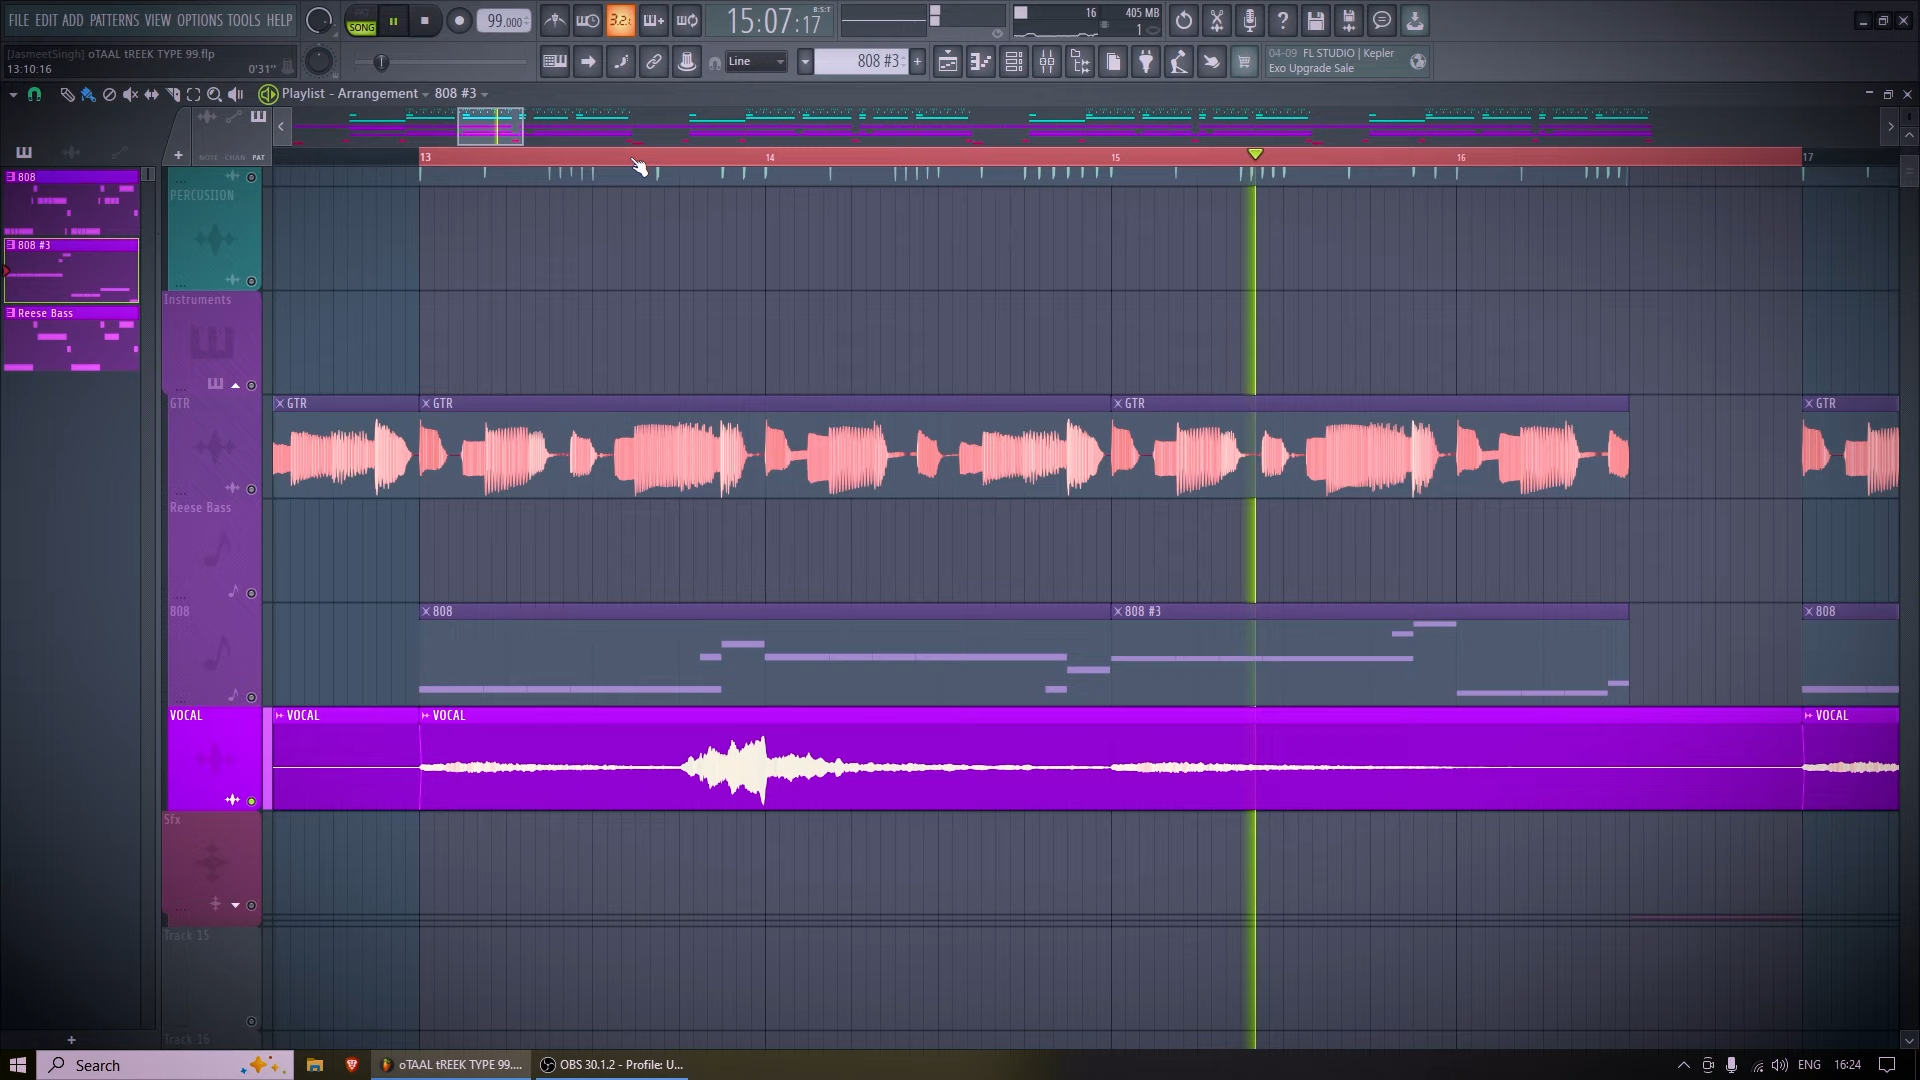 FILE EDIT ADD PATTERNS VIEW OPTIONS TOOLS HELP
SONG
99.000
3.2.
15:07:17
B:S:T
16
405 MB
1
[JasmeetSingh] oTAAL tREEK TYPE 99.flp
13:10:16
0'31"
Line
808 #3
04-09 FL STUDIO | Kepler
Exo Upgrade Sale
Playlist - Arrangement
808 #3
NOTE CHAN PAT
13
14
15
16
17
808
808 #3
Reese Bass
PERCUSIION
Instruments
GTR
GTR
GTR
GTR
GTR
Reese Bass
808
808
808 #3
808
VOCAL
VOCAL
VOCAL
VOCAL
Sfx
Track 15
Track 16
Search
oTAAL tREEK TYPE 99....
OBS 30.1.2 - Profile: U...
ENG
16:24